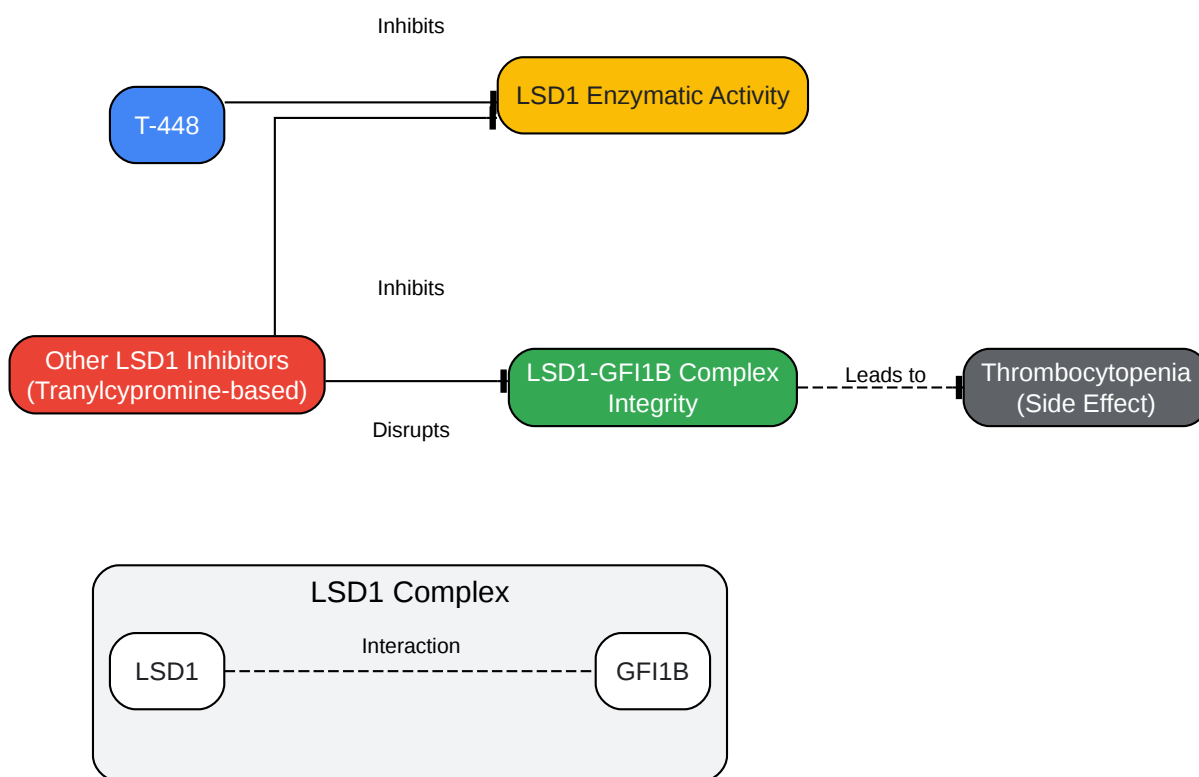 Inhibits
LSD1 Enzymatic Activity
T-448
Inhibits
Other LSD1 Inhibitors
(Tranylcypromine-based)
LSD1-GFI1B Complex
Integrity
Leads to
Thrombocytopenia
(Side Effect)
Disrupts
LSD1 Complex
Interaction
LSD1
GFI1B